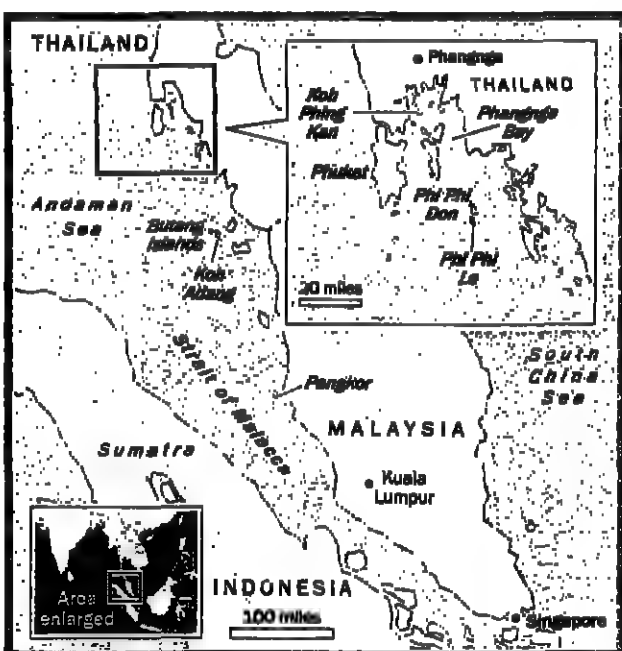 THAILAND
Phangnga
THAILAND
Koh
Phing
Kan
Phangnga
Bay
Phuket
Phi Phi
Don
Phi Phi
Le
20 miles
Andaman
Sea
Butang
Islands
Koh
Adang
Strait of Malacca
Pangkor
South
China
Sea
MALAYSIA
Sumatra
Kuala
Lumpur
INDONESIA
100 miles
Singapore
Area
enlarged